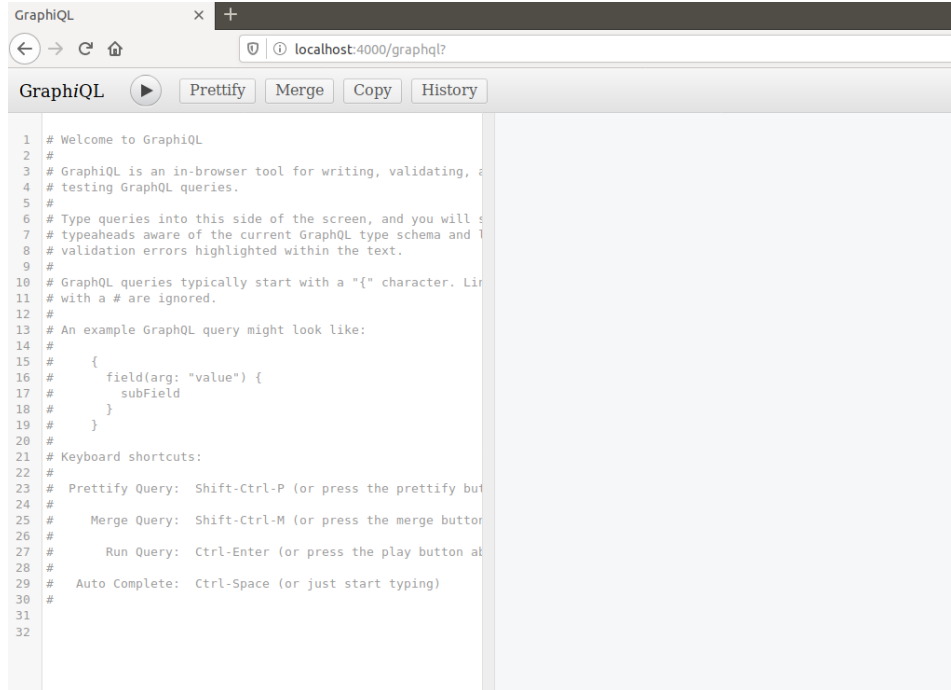 GraphiQL
localhost:4000/graphql?
GraphiQL Prettify Merge Copy History
1 # Welcome to GraphiQL
2 #
3 # GraphiQL is an in-browser tool for writing, validating, a
4 # testing GraphQL queries.
5 #
6 # Type queries into this side of the screen, and you will s
7 # typeaheads aware of the current GraphQL type schema and l
8 # validation errors highlighted within the text.
9 #
10 # GraphQL queries typically start with a "{" character. Lin
11 # with a # are ignored.
12 #
13 # An example GraphQL query might look like:
14 #
15 #     {
16 #       field(arg: "value") {
17 #         subField
18 #       }
19 #     }
20 #
21 # Keyboard shortcuts:
22 #
23 #  Prettify Query:  Shift-Ctrl-P (or press the prettify but
24 #
25 #     Merge Query:  Shift-Ctrl-M (or press the merge button
26 #
27 #       Run Query:  Ctrl-Enter (or press the play button ab
28 #
29 #   Auto Complete:  Ctrl-Space (or just start typing)
30 #
31
32